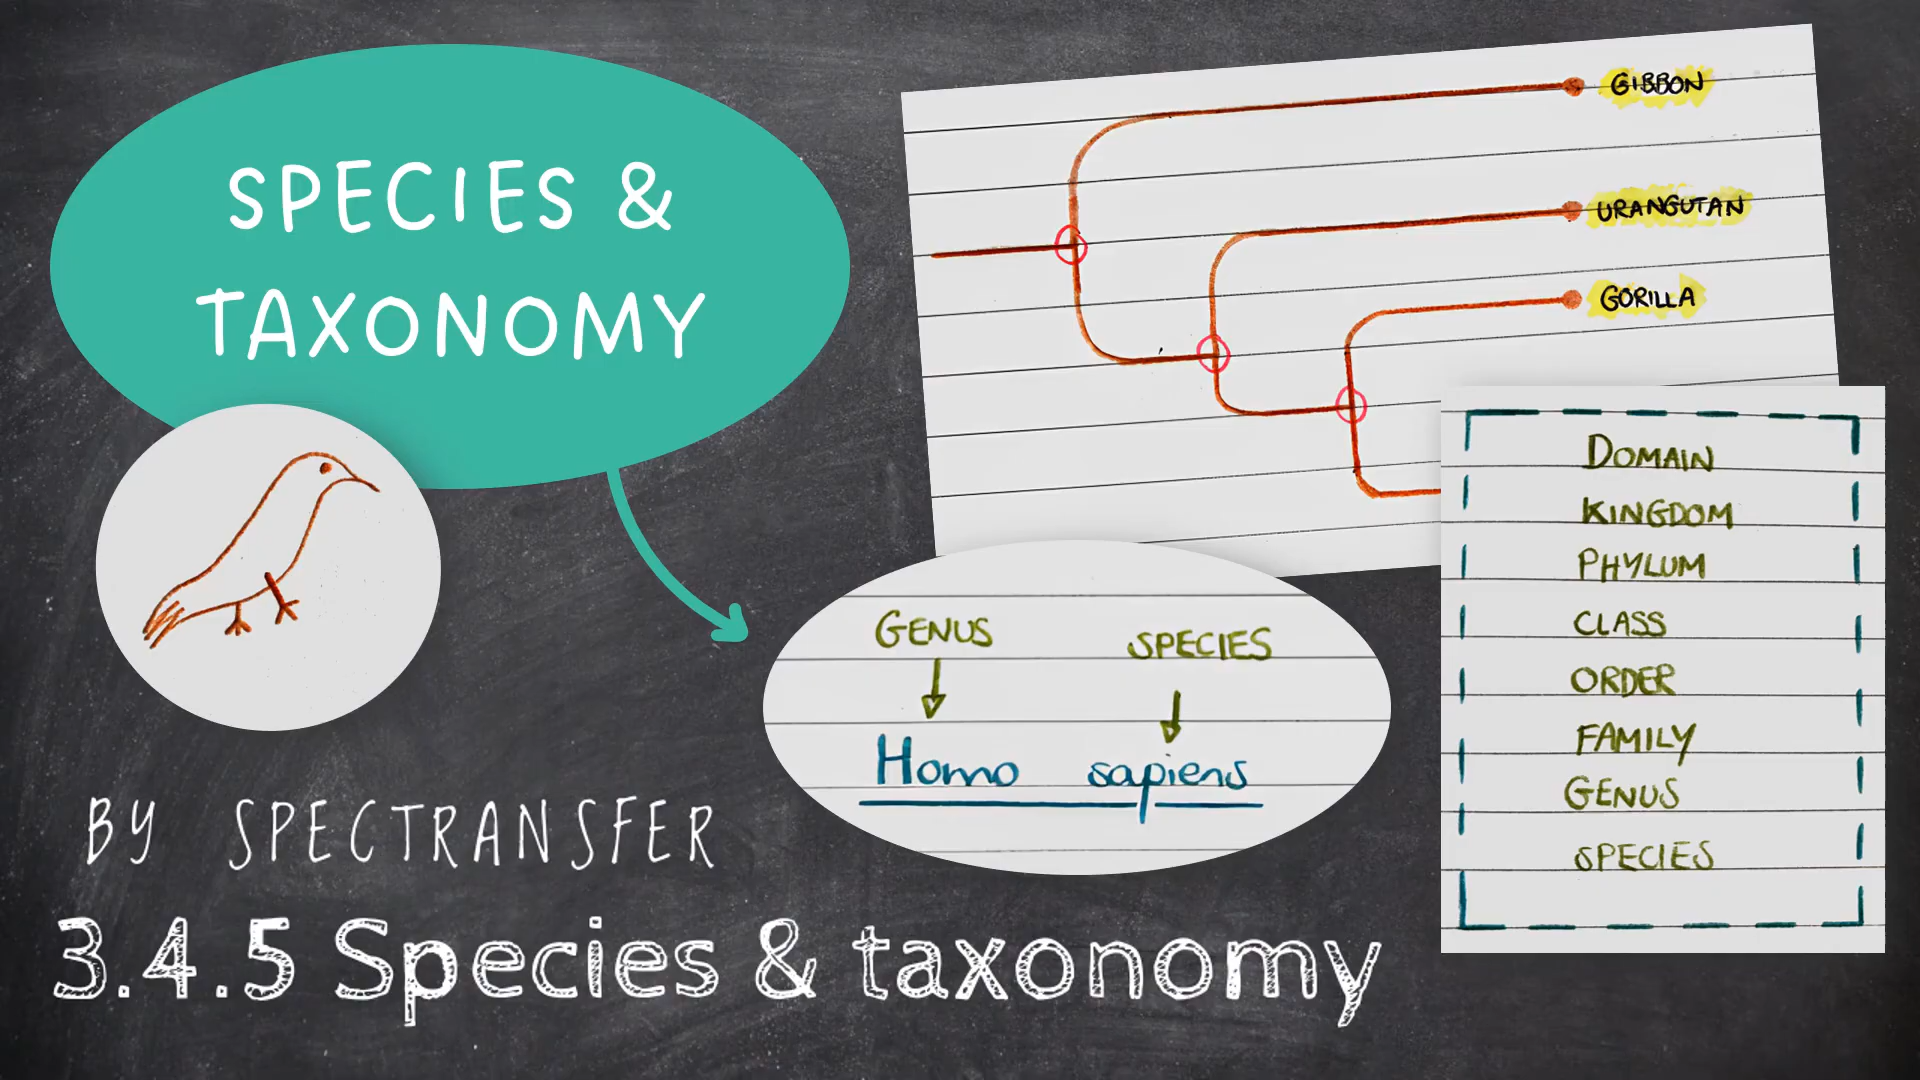 SPECIES &
TAXONOMY
GIBBON
URANGUTAN
GORILLA
DOMAIN
KINGDOM
PHYLUM
CLASS
ORDER
FAMILY
GENUS
SPECIES
GENUS SPECIES
Homo sapiens
BY SPECTRANSFER
3.4.5 Species & taxonomy